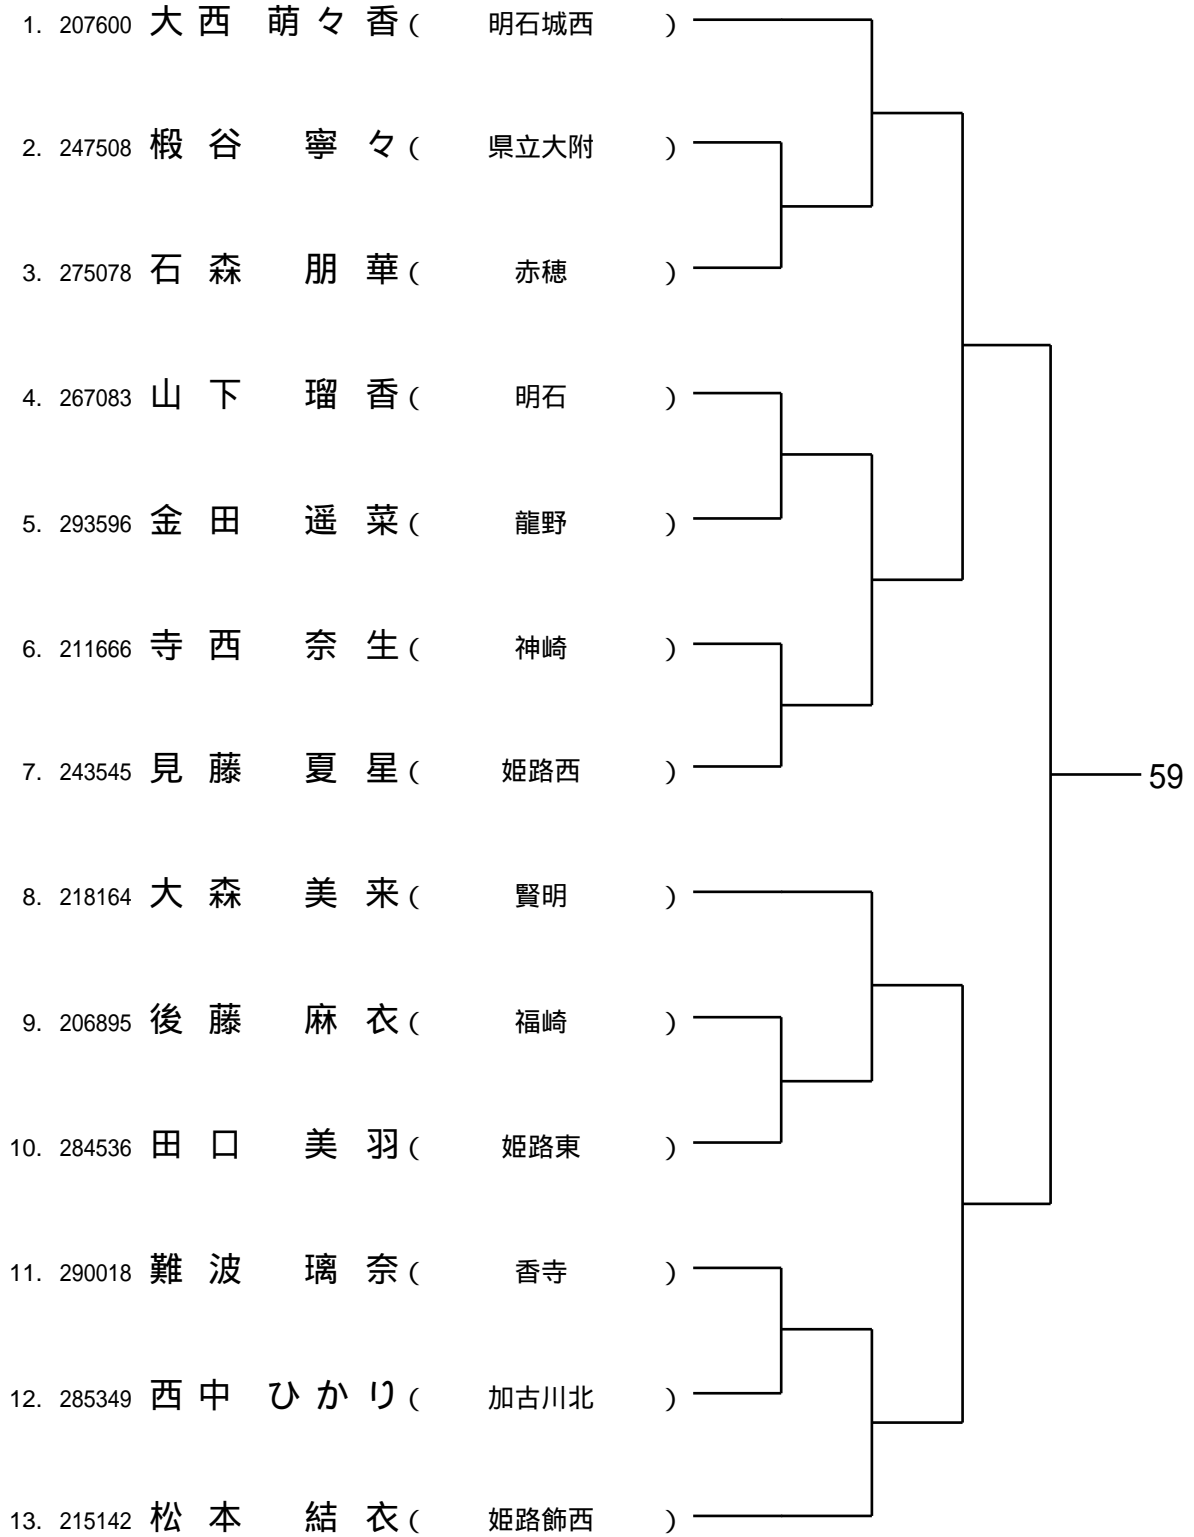 1. 207600 大西 萌々香 ( 明石城西 )
2. 247508 椴谷 寧々 ( 県立大附 )
3. 275078 石森 朋華 ( 赤穂 )
4. 267083 山下 瑠香 ( 明石 )
5. 293596 金田 遥菜 ( 龍野 )
6. 211666 寺西 奈生 ( 神崎 )
7. 243545 見藤 夏星 ( 姫路西 )
59
8. 218164 大森 美来 ( 賢明 )
9. 206895 後藤 麻衣 ( 福崎 )
10. 284536 田口 美羽 ( 姫路東 )
11. 290018 難波 璃奈 ( 香寺 )
12. 285349 西中 ひかり ( 加古川北 )
13. 215142 松本 結衣 ( 姫路飾西 )